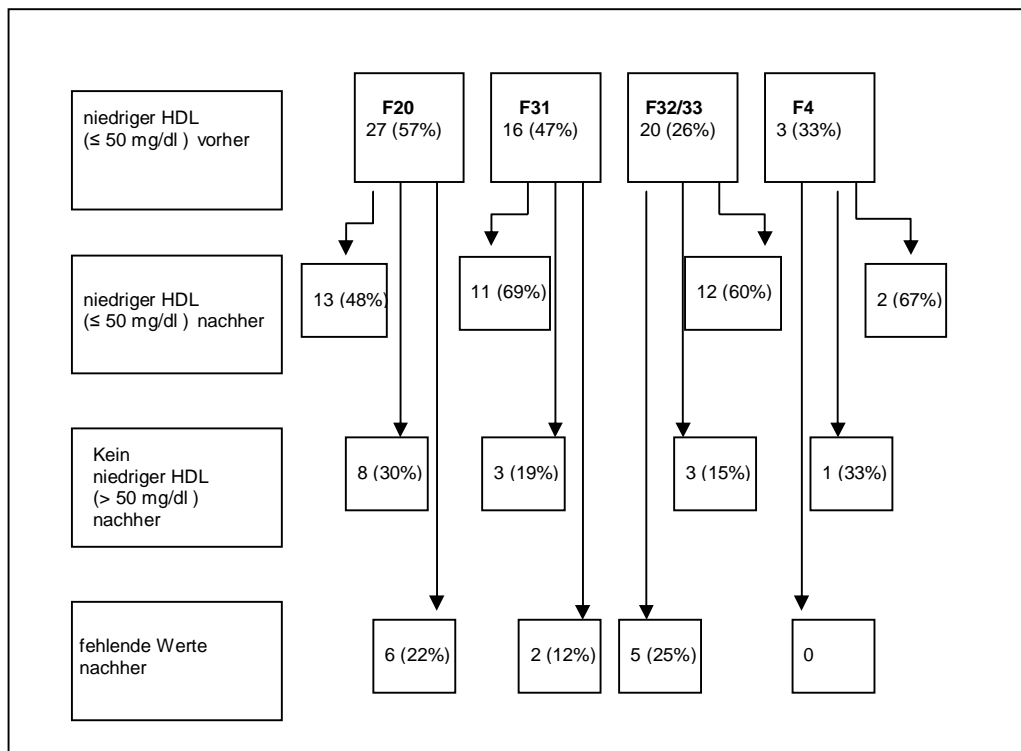 niedriger HDL
(≤ 50 mg/dl ) vorher
F20
27 (57%)
F31
16 (47%)
F32/33
20 (26%)
F4
3 (33%)
niedriger HDL
(≤ 50 mg/dl ) nachher
13 (48%)
11 (69%)
12 (60%)
2 (67%)
Kein
niedriger HDL
(> 50 mg/dl )
nachher
8 (30%)
3 (19%)
3 (15%)
1 (33%)
fehlende Werte
nachher
6 (22%)
2 (12%)
5 (25%)
0